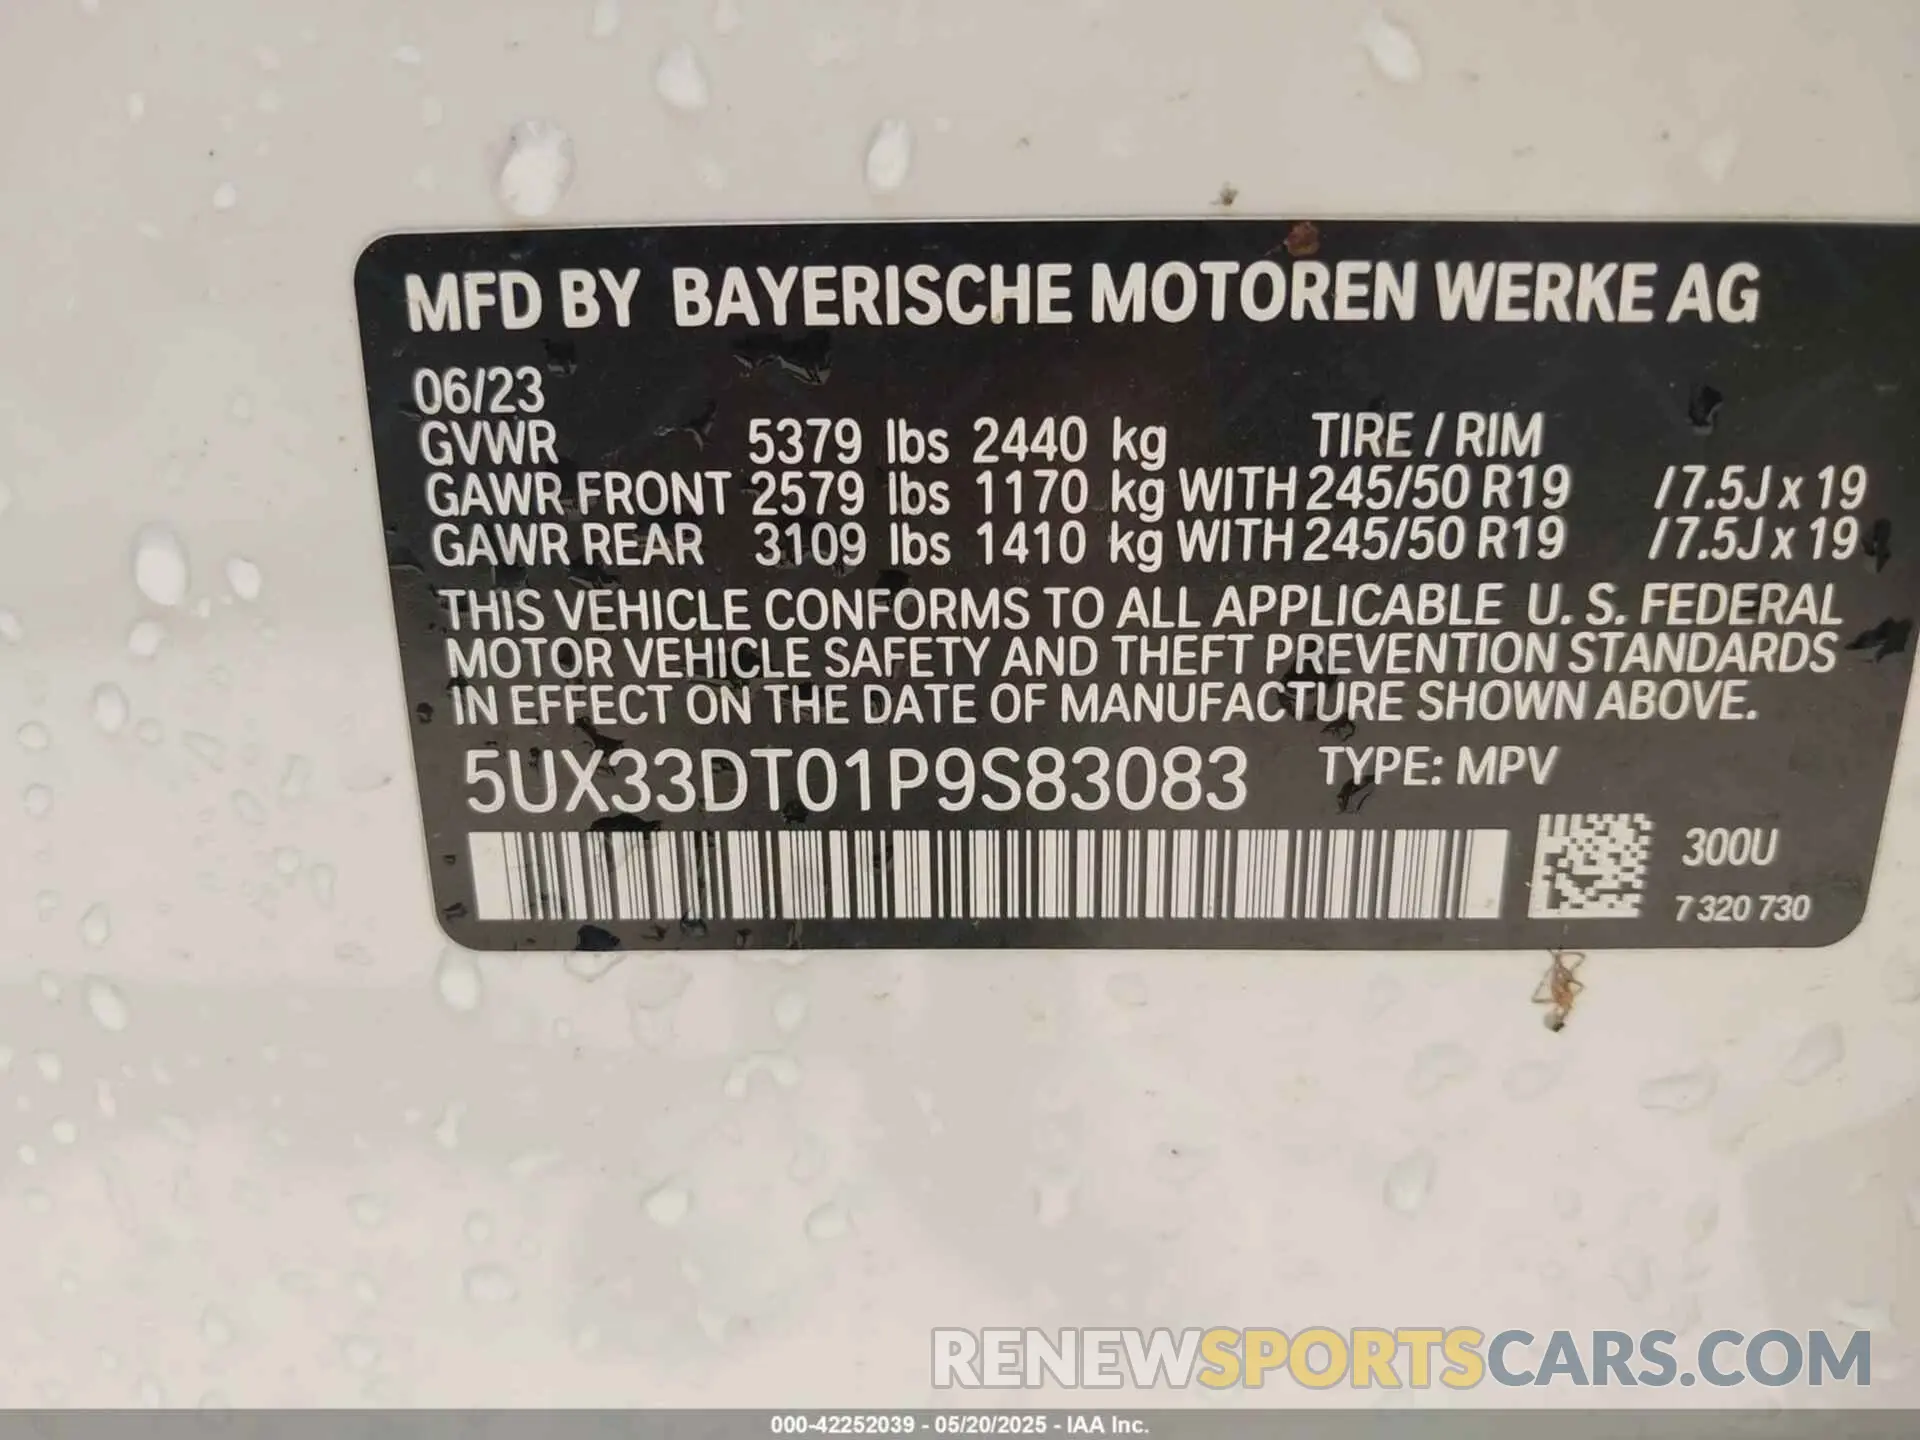 MFD BY BAYERISCHE MOTOREN WERKE AG
06/23
GVWR 5379 lbs 2440 kg TIRE / RIM
GAWR FRONT 2579 lbs 1170 kg WITH 245/50 R19 / 7.5J x 19
GAWR REAR 3109 lbs 1410 kg WITH 245/50 R19 / 7.5J x 19
THIS VEHICLE CONFORMS TO ALL APPLICABLE U. S. FEDERAL
MOTOR VEHICLE SAFETY AND THEFT PREVENTION STANDARDS
IN EFFECT ON THE DATE OF MANUFACTURE SHOWN ABOVE.
5UX33DT01P9S83083 TYPE: MPV
300U
7 320 730
RENEWSPORTSCARS.COM
000-42252039 - 05/20/2025 - IAA Inc.